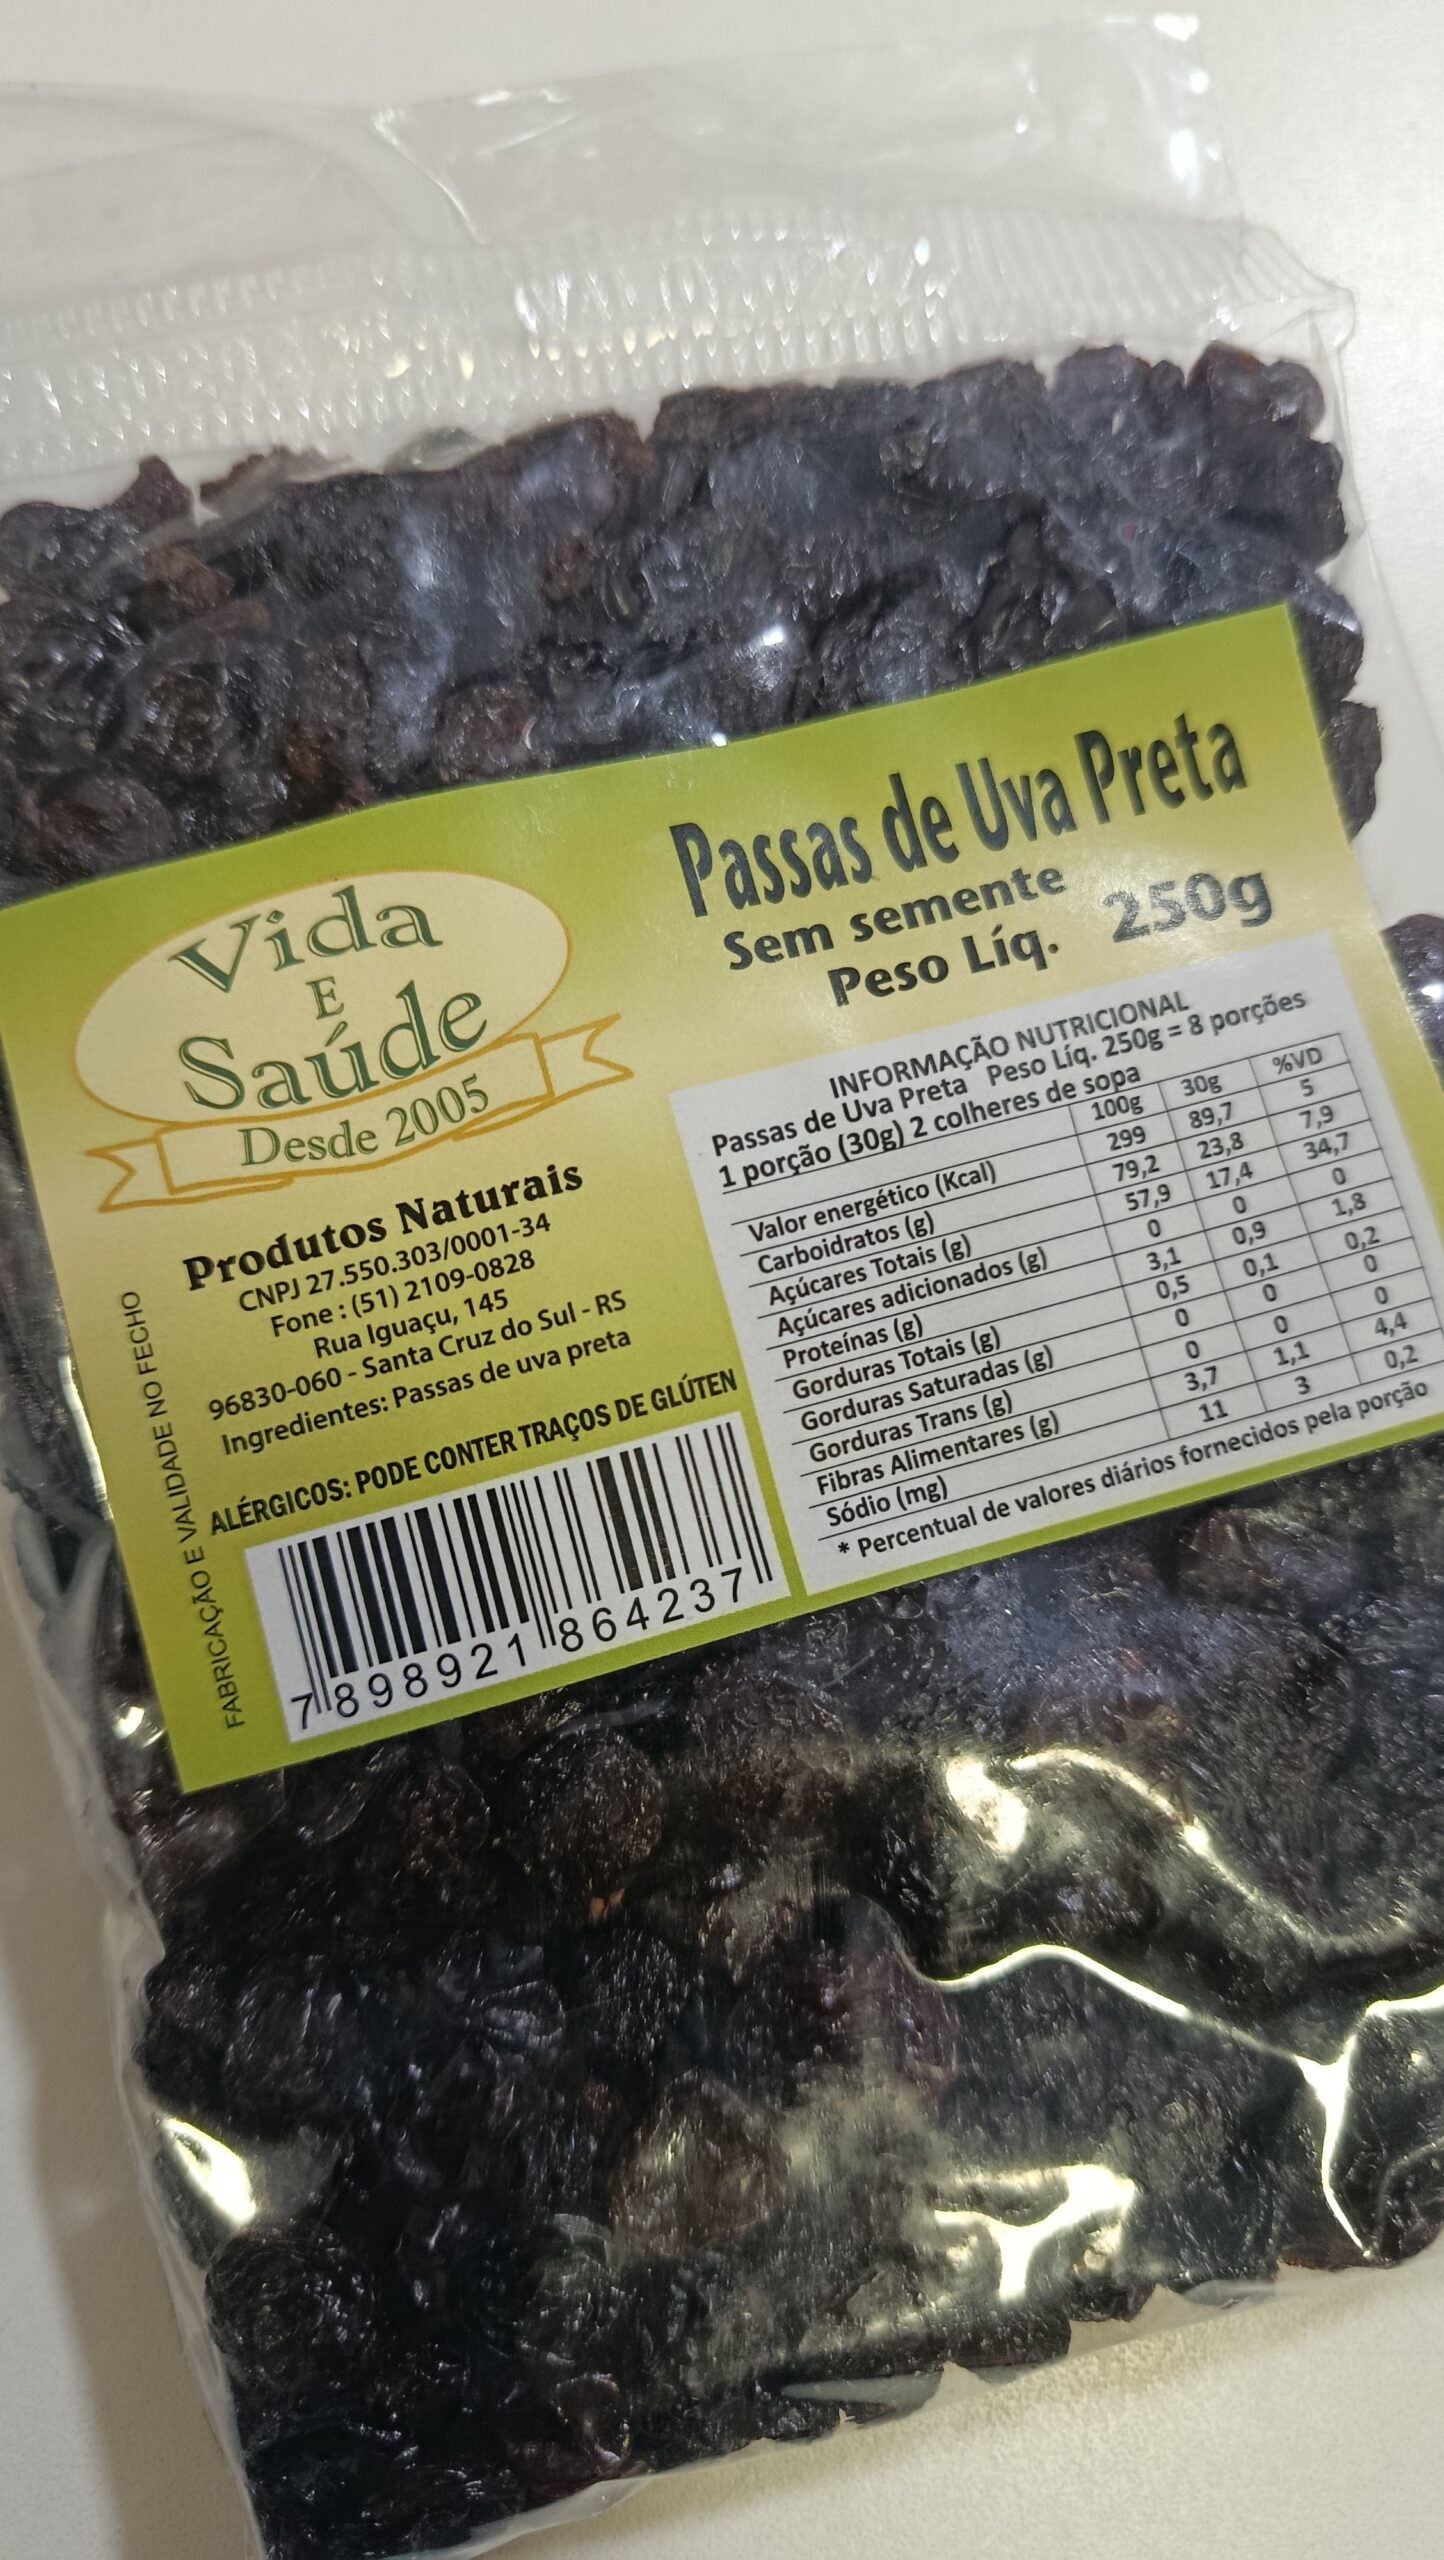 Vida
E
Saúde
Desde 2005
Produtos Naturais
CNPJ 27.550.303/0001-34
Fone : (51) 2109-0828
Rua Iguaçu, 145
96830-060 - Santa Cruz do Sul - RS
Ingredientes: Passas de uva preta
ALÉRGICOS: PODE CONTER TRAÇOS DE GLÚTEN
FABRICAÇÃO E VALIDADE NO FECHO
7 898921 864237
Passas de Uva Preta
Sem semente
Peso Líq. 250g
INFORMAÇÃO NUTRICIONAL
Passas de Uva Preta Peso Líq. 250g = 8 porções
1 porção (30g) 2 colheres de sopa
100g 30g %VD
Valor energético (Kcal) 299 89,7 5
Carboidratos (g) 79,2 23,8 7,9
Açúcares Totais (g) 57,9 17,4 34,7
Açúcares adicionados (g) 0 0 0
Proteínas (g) 3,1 0,9 1,8
Gorduras Totais (g) 0,5 0,1 0,2
Gorduras Saturadas (g) 0 0 0
Gorduras Trans (g) 0 0 0
Fibras Alimentares (g) 3,7 1,1 4,4
Sódio (mg) 11 3 0,2
* Percentual de valores diários fornecidos pela porção